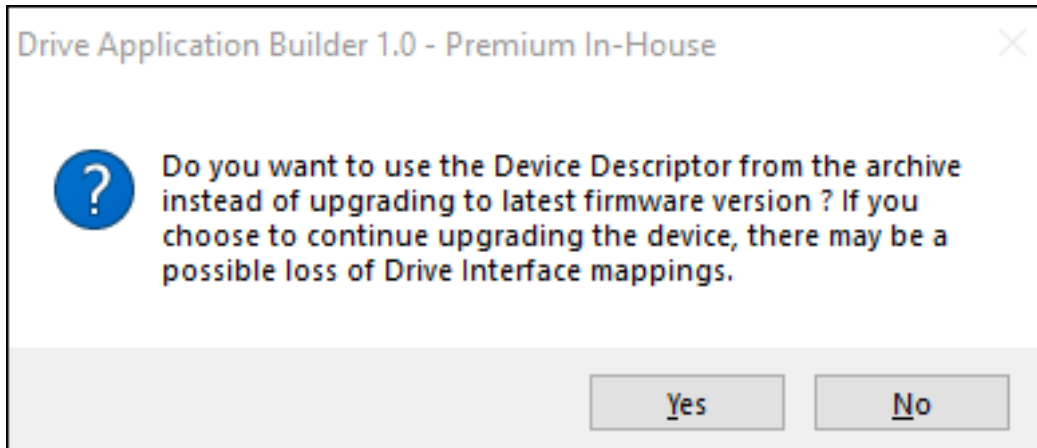 Drive Application Builder 1.0 - Premium In-House
Do you want to use the Device Descriptor from the archive
instead of upgrading to latest firmware version ? If you
choose to continue upgrading the device, there may be a
possible loss of Drive Interface mappings.
Yes
No